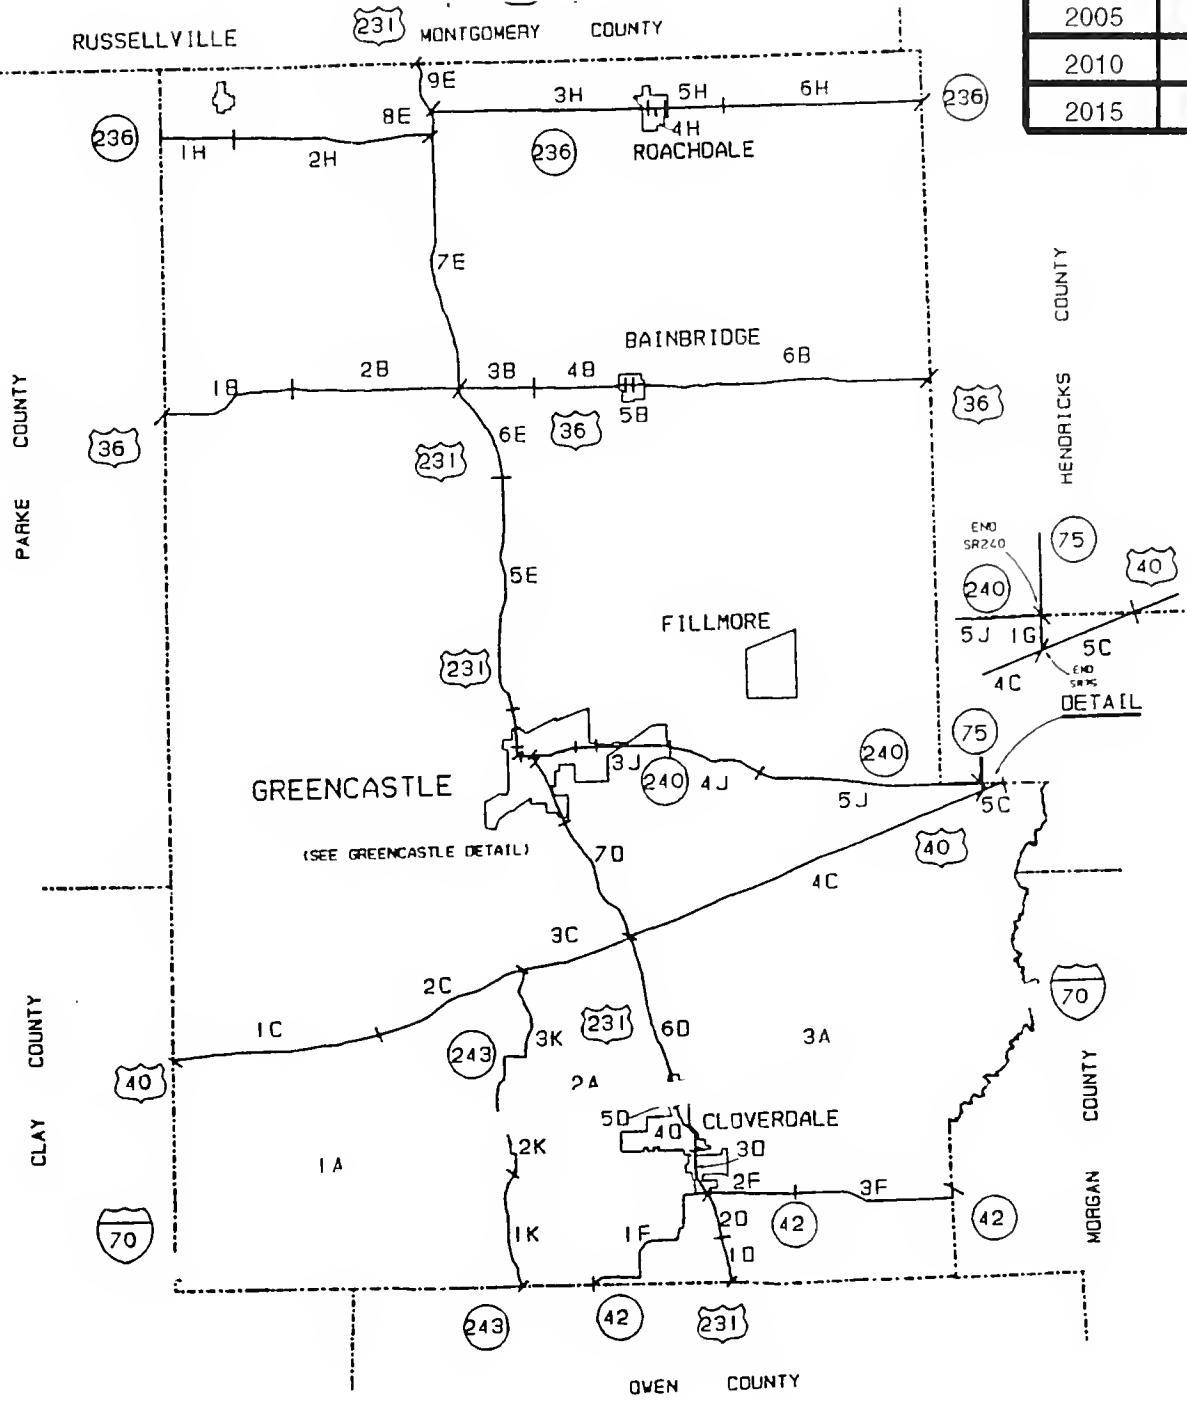 2005
2010
2015
RUSSELLVILLE
231
MONTGOMERY COUNTY
9E
8E
3H
5H
6H
236
4H
ROACHDALE
236
236
1H
2H
7E
BAINBRIDGE
1B
2B
3B
4B
6B
5B
36
36
36
6E
231
HENDRICKS COUNTY
PARKE COUNTY
5E
END
SR240
75
40
240
5J
1G
5C
4C
END
SR75
DETAIL
FILLMORE
231
75
240
3J
240
4J
5J
5C
GREENCASTLE
(SEE GREENCASTLE DETAIL)
40
7D
4C
3C
2C
1C
70
231
6D
3A
3K
243
2A
40
CLAY COUNTY
5D
4D
CLOVERDALE
3D
2K
1A
2F
3F
70
1K
1F
2D
1D
42
42
MORGAN COUNTY
243
42
231
OWEN COUNTY